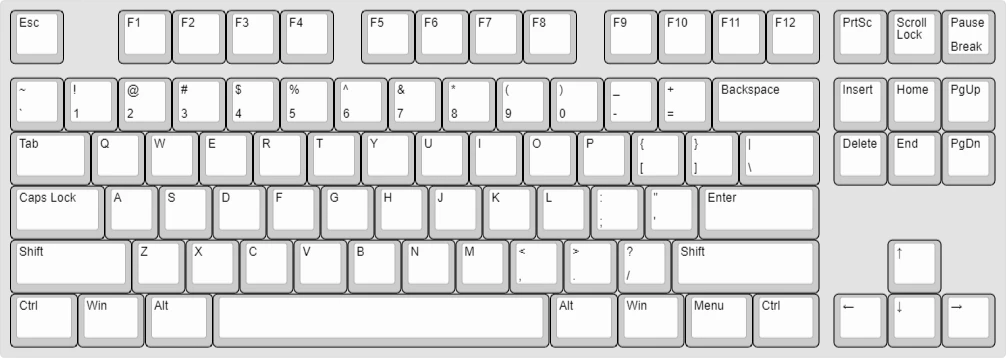 Esc F1 F2 F3 F4 F5 F6 F7 F8 F9 F10 F11 F12 PrtSc Scroll Lock Pause Break
~ ` ! 1 @ 2 # 3 $ 4 % 5 ^ 6 & 7 * 8 ( 9 ) 0 _ - + = Backspace Insert Home PgUp
Tab Q W E R T Y U I O P { [ } ] | \ Delete End PgDn
Caps Lock A S D F G H J K L : ; " ' Enter
Shift Z X C V B N M < , > . ? / Shift ↑
Ctrl Win Alt Alt Win Menu Ctrl ← ↓ →